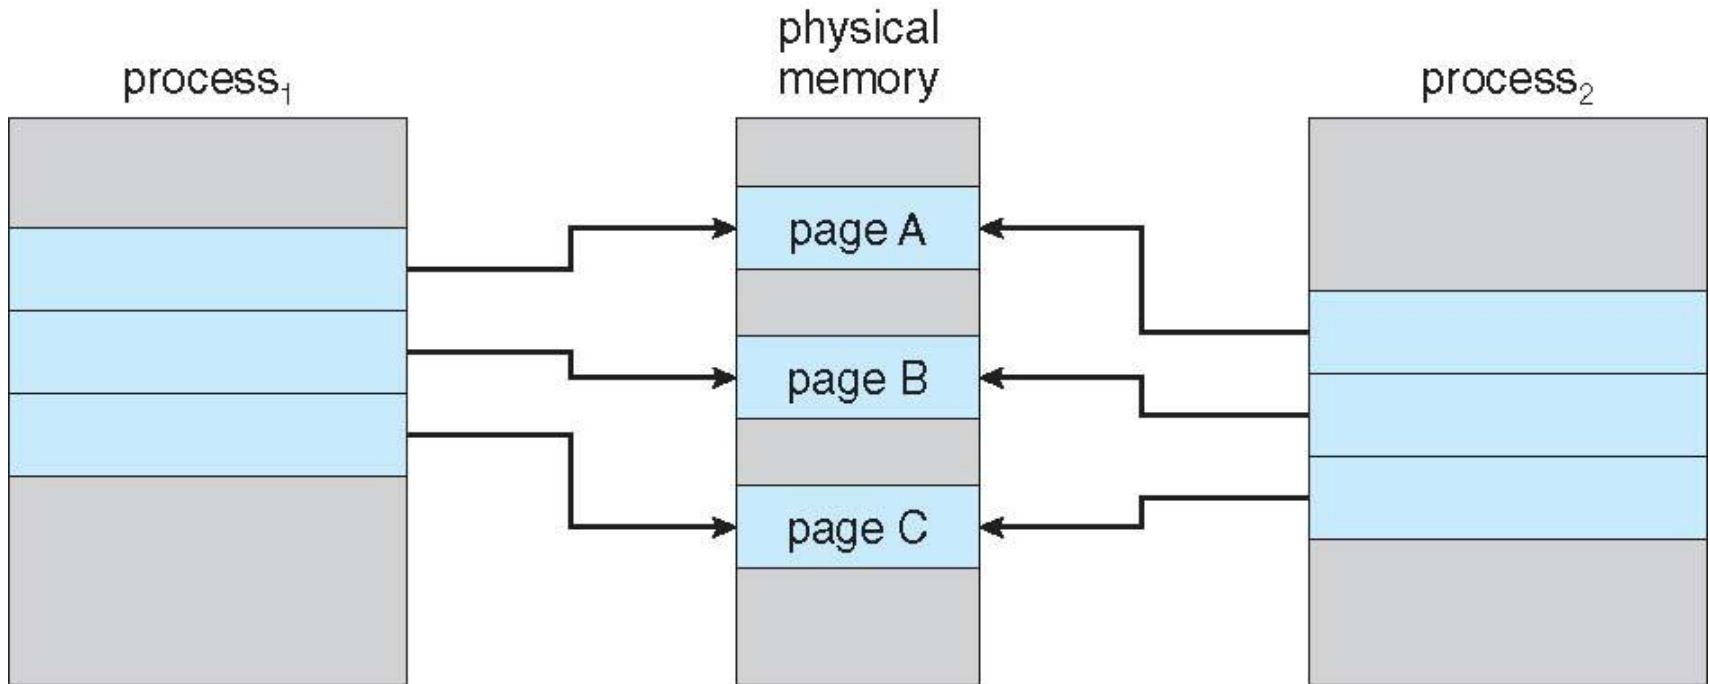 physical
memory
process₁
process₂
page A
page B
page C